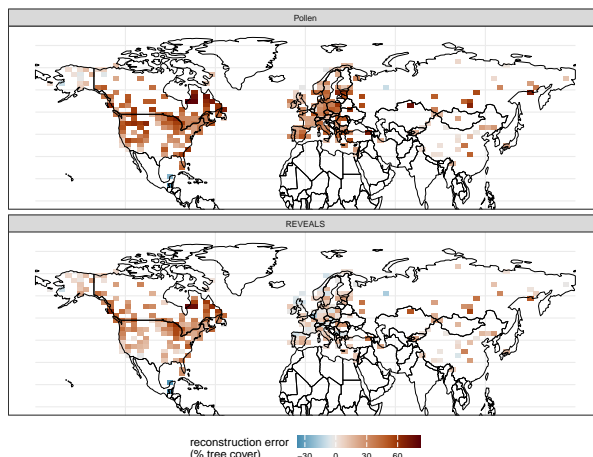 Pollen
REVEALS
reconstruction error
(% tree cover)
−30 0 30 60